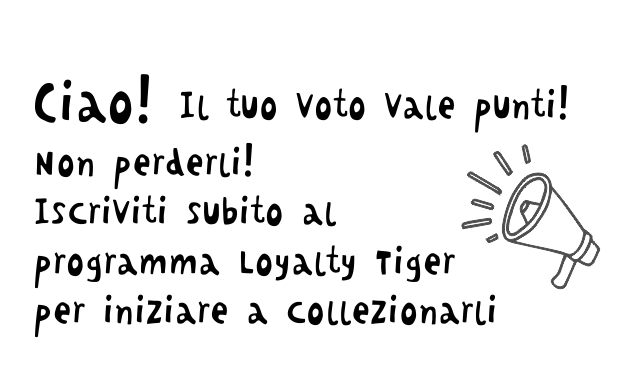 Ciao! Il tuo voto vale punti!
Non perderli!
Iscriviti subito al
programma Loyalty Tiger
per iniziare a collezionarli